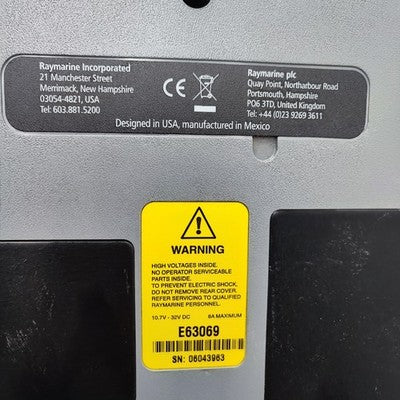 Raymarine Incorporated
21 Manchester Street
Merrimack, New Hampshire
03054-4821, USA
Tel: 603.881.5200
CE
Raymarine plc
Quay Point, Northarbour Road
Portsmouth, Hampshire
PO6 3TD, United Kingdom
Tel: +44 (0)23 9269 3611
Designed in USA, manufactured in Mexico
WARNING
HIGH VOLTAGES INSIDE.
NO OPERATOR SERVICEABLE
PARTS INSIDE.
TO PREVENT ELECTRIC SHOCK,
DO NOT REMOVE REAR COVER.
REFER SERVICING TO QUALIFIED
RAYMARINE PERSONNEL.
10.7V - 32V DC 8A MAXIMUM
E63069
SN: 06043963